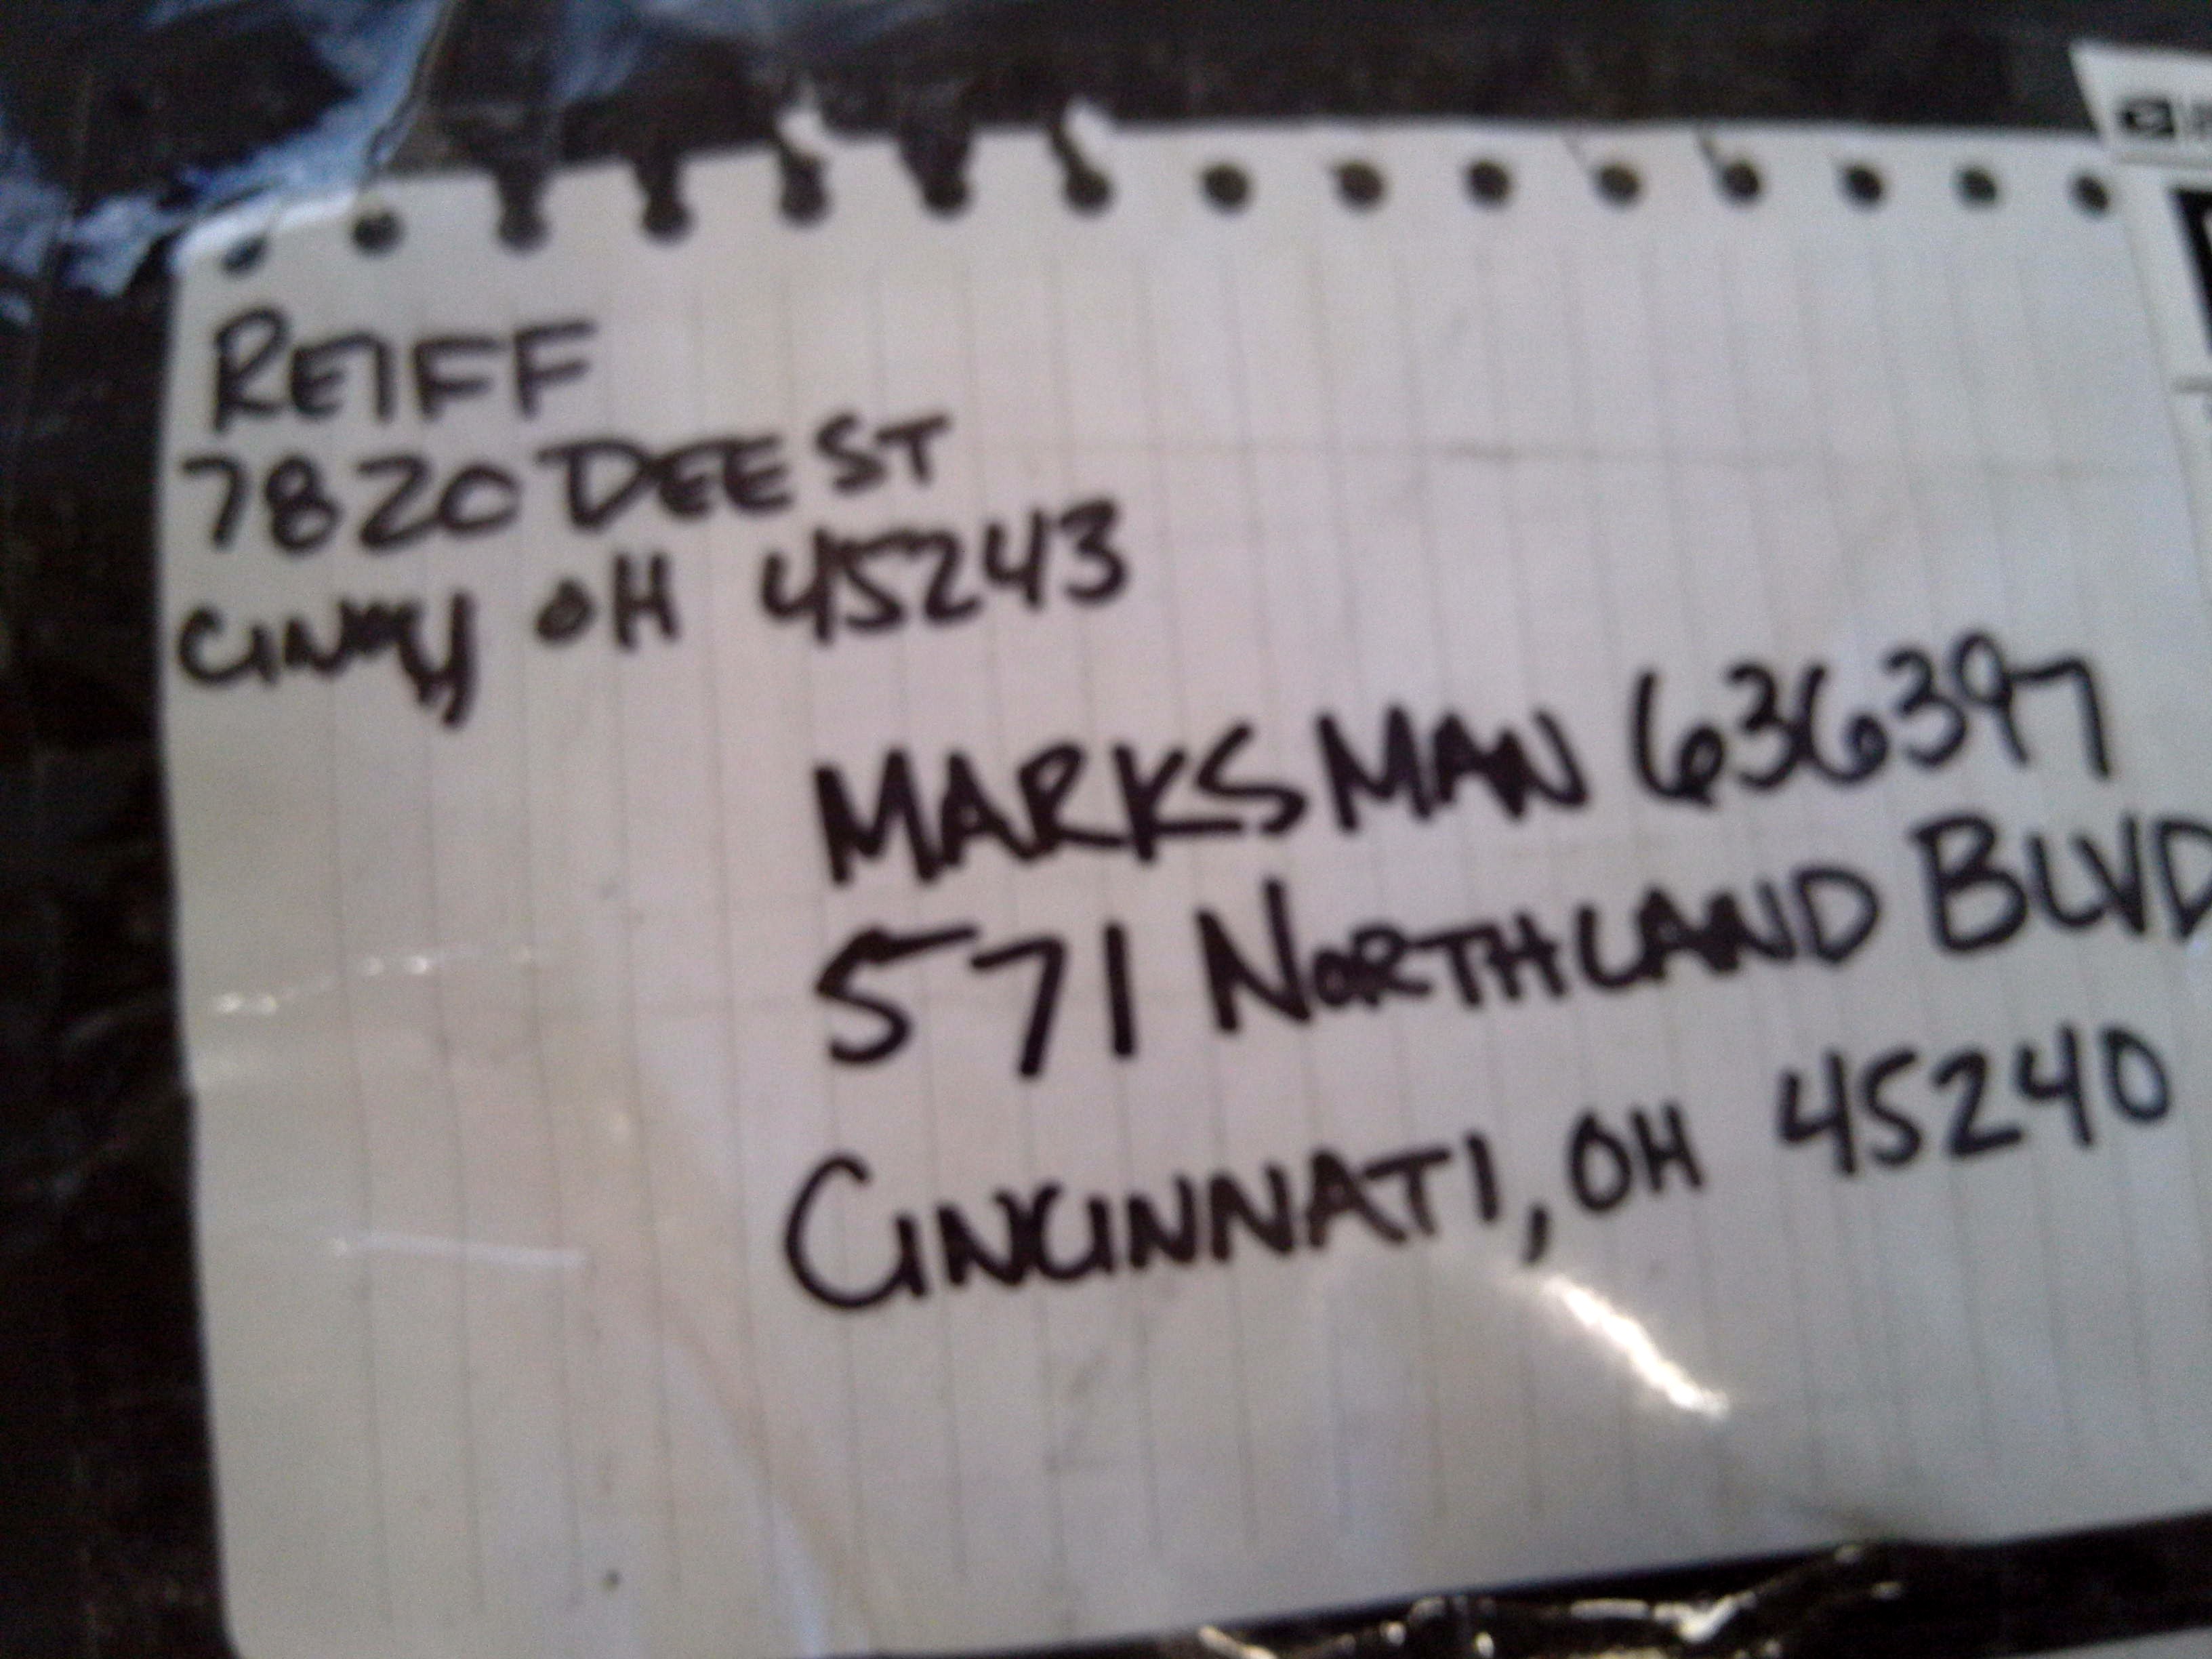 REIFF
7820 DEE ST
CINCY OH 45243
MARKSMAN 636397
571 NORTHLAND BLVD
CINCINNATI, OH 45240